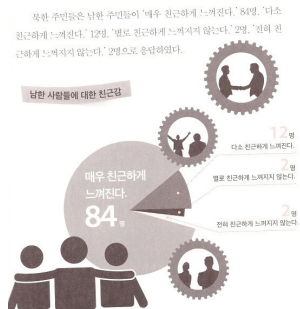 북한 주민들은 남한 주민들이 '매우 친근하게 느껴진다.' 84명, '다소
친근하게 느껴진다.' 12명, '별로 친근하게 느껴지지 않는다.' 2명, '전혀 친
근하게 느껴지지 않는다.' 2명으로 응답하였다.
남한 사람들에 대한 친근감
12명
다소 친근하게 느껴진다.
2명
별로 친근하게 느껴지지 않는다.
2명
전혀 친근하게 느껴지지 않는다.
매우 친근하게
느껴진다.
84명